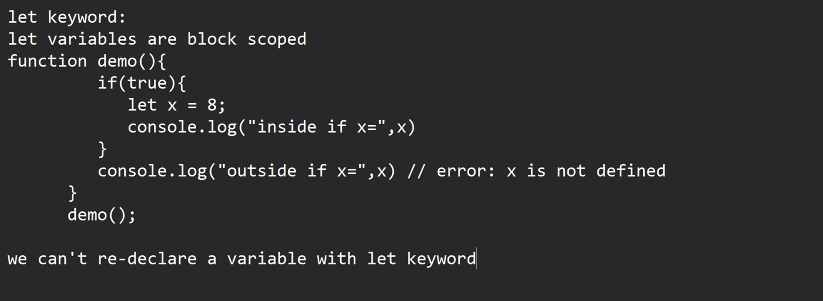 let keyword:
let variables are block scoped
function demo(){
         if(true){
            let x = 8;
            console.log("inside if x=",x)
         }
         console.log("outside if x=",x) // error: x is not defined
      }
      demo();

we can't re-declare a variable with let keyword